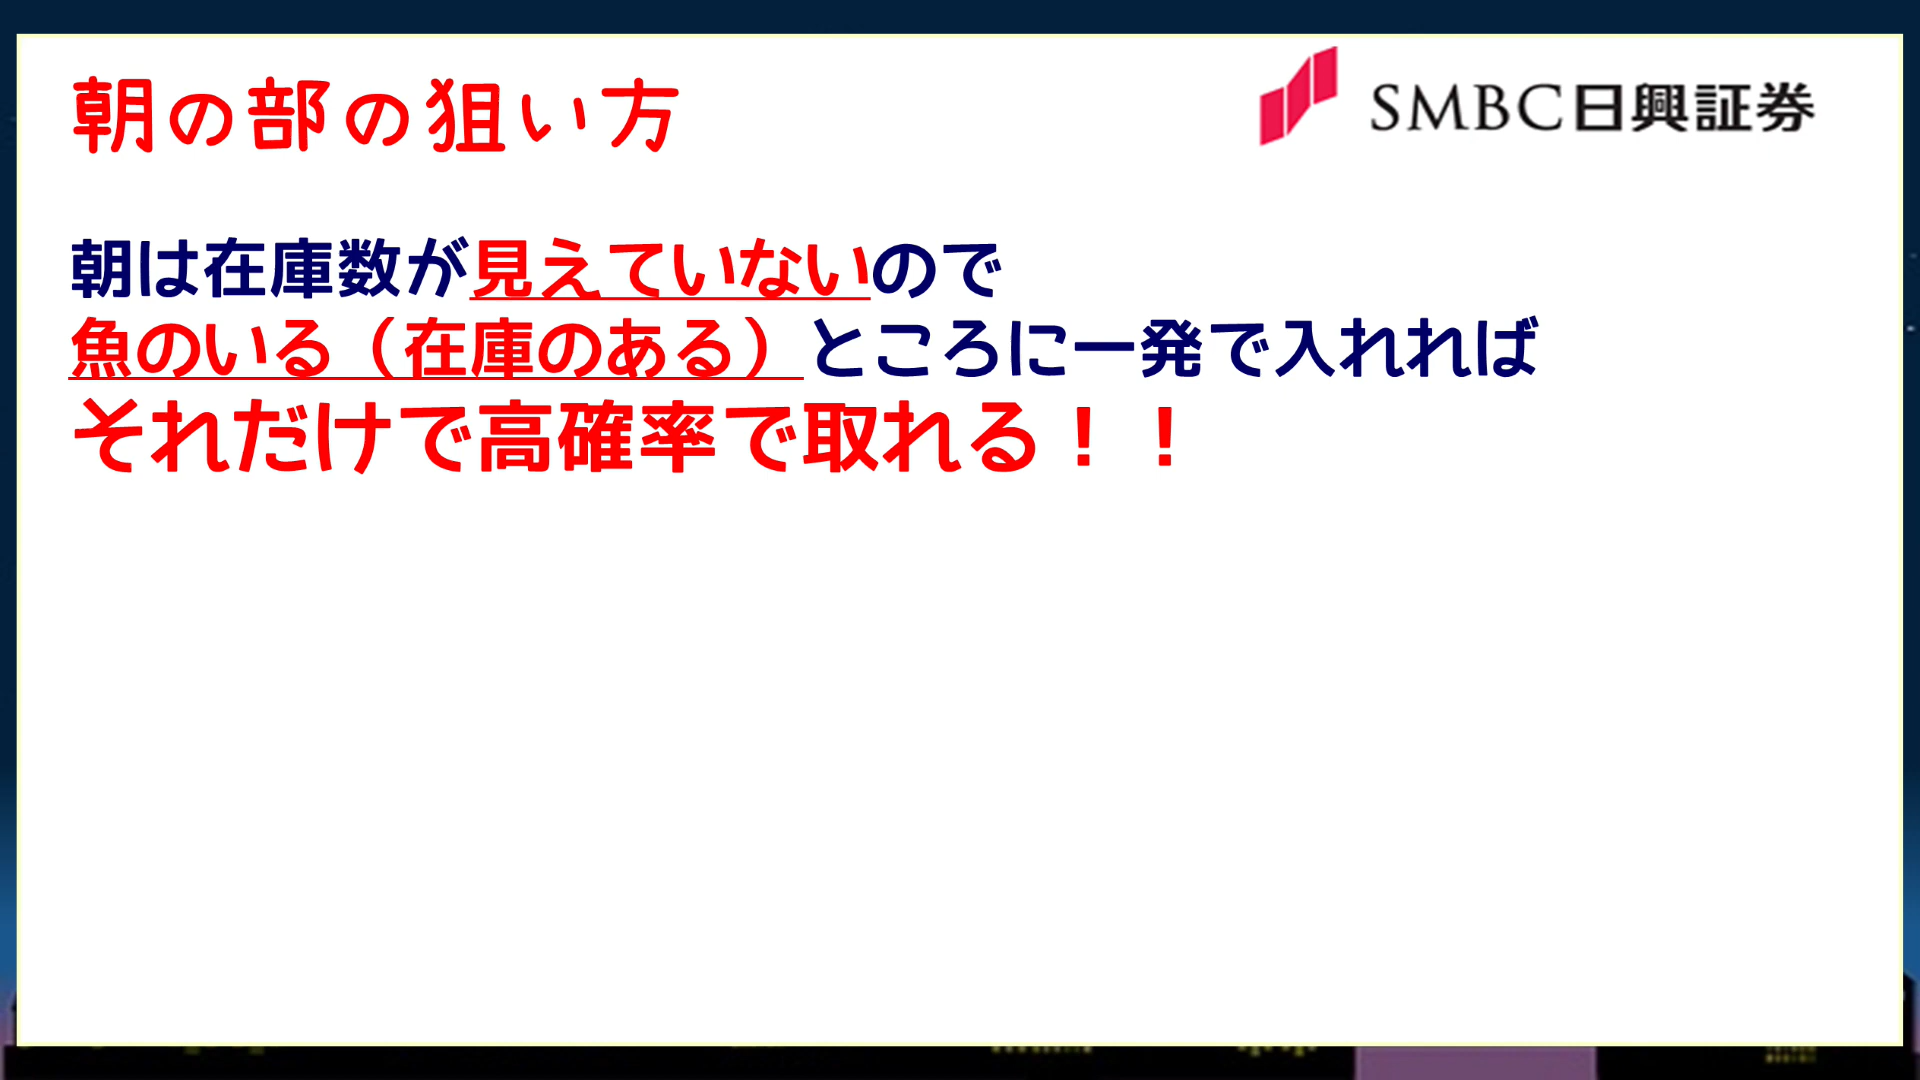 朝の部の狙い方
SMBC日興証券
朝は在庫数が見えていないので
魚のいる（在庫のある）ところに一発で入れれば
それだけで高確率で取れる！！